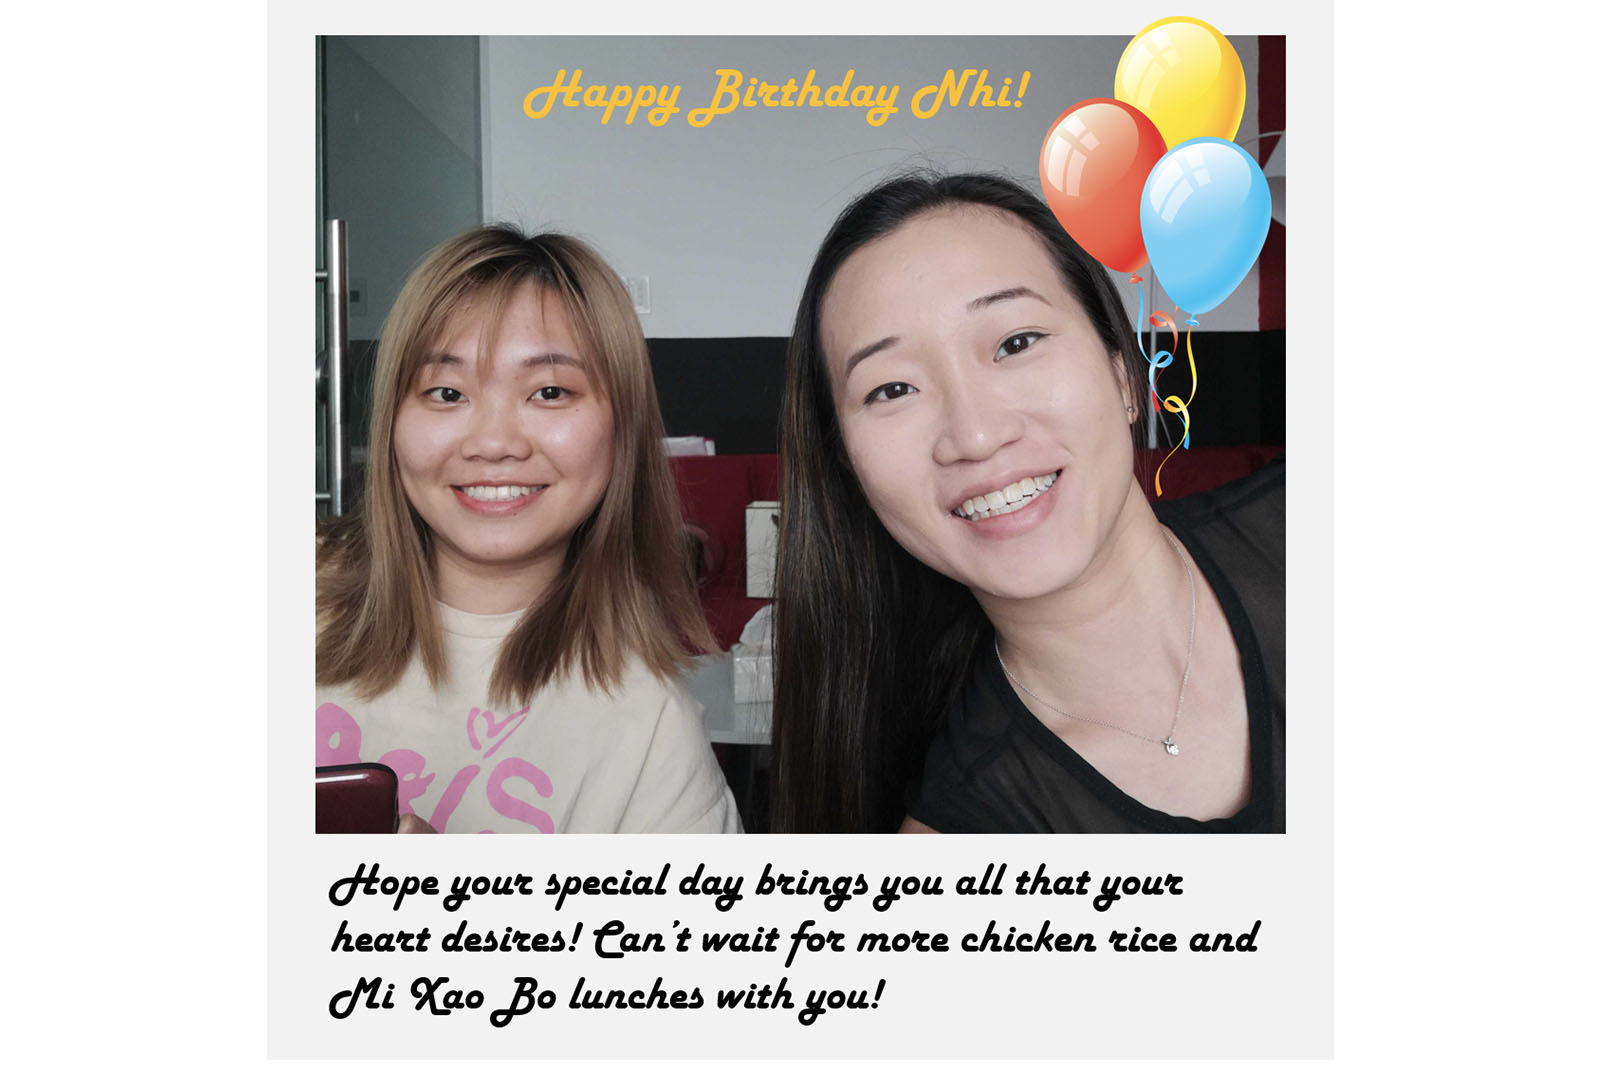 Happy Birthday Nhi!
Hope your special day brings you all that your
heart desires! Can't wait for more chicken rice and
Mi Xao Bo lunches with you!